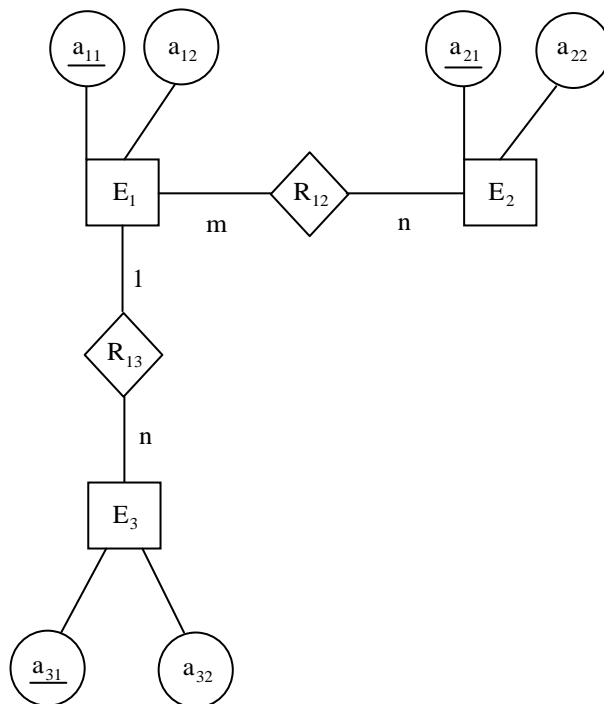 a₁₁ a₁₂ a₂₁ a₂₂
E₁ R₁₂ E₂
m n
1
R₁₃
n
E₃
a₃₁ a₃₂